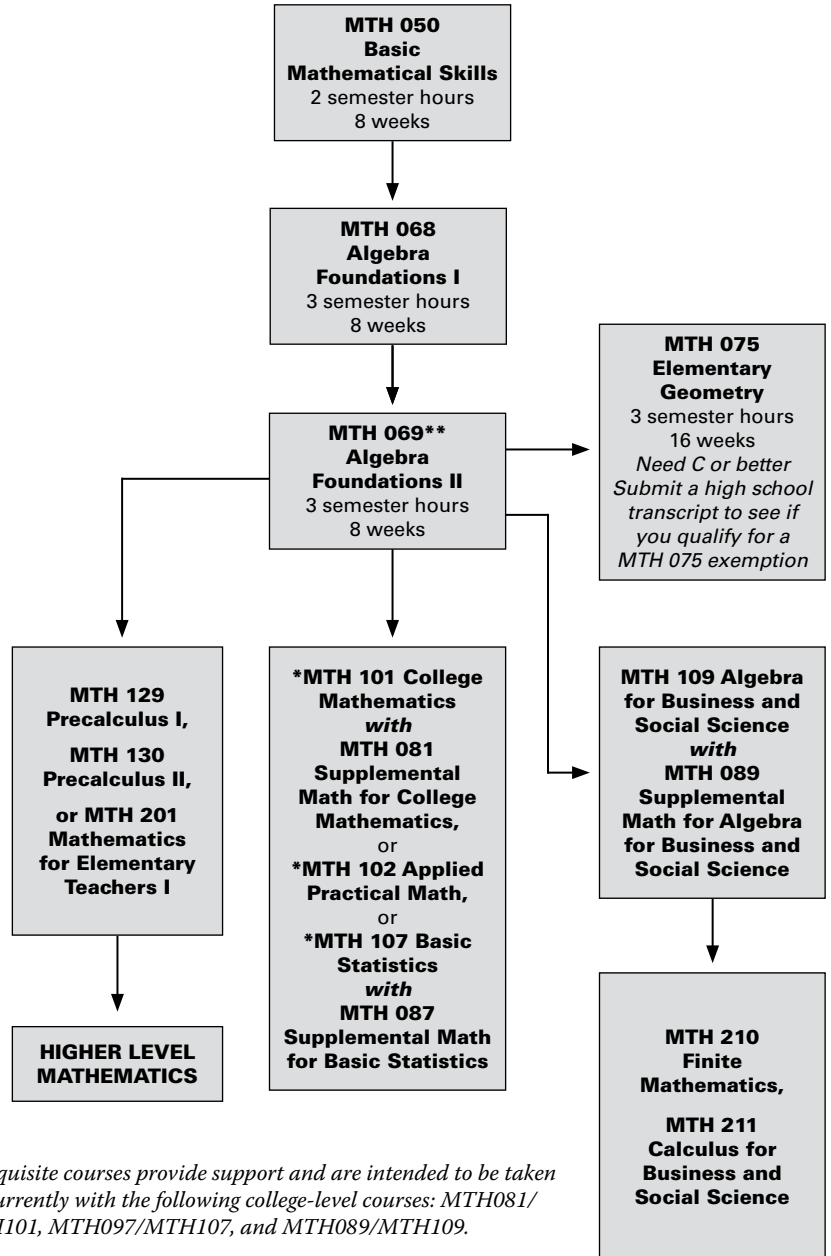 MTH 050
Basic
Mathematical Skills
2 semester hours
8 weeks
MTH 068
Algebra
Foundations I
3 semester hours
8 weeks
MTH 069**
Algebra
Foundations II
3 semester hours
8 weeks
MTH 075
Elementary
Geometry
3 semester hours
16 weeks
Need C or better
Submit a high school
transcript to see if
you qualify for a
MTH 075 exemption
MTH 129
Precalculus I,
MTH 130
Precalculus II,
or MTH 201
Mathematics
for Elementary
Teachers I
HIGHER LEVEL
MATHEMATICS
*MTH 101 College
Mathematics
with
MTH 081
Supplemental
Math for College
Mathematics,
or
*MTH 102 Applied
Practical Math,
or
*MTH 107 Basic
Statistics
with
MTH 087
Supplemental Math
for Basic Statistics
MTH 109 Algebra
for Business and
Social Science
with
MTH 089
Supplemental
Math for Algebra
for Business and
Social Science
MTH 210
Finite
Mathematics,
MTH 211
Calculus for
Business and
Social Science
quisite courses provide support and are intended to be taken
urrently with the following college-level courses: MTH081/
H101, MTH097/MTH107, and MTH089/MTH109.